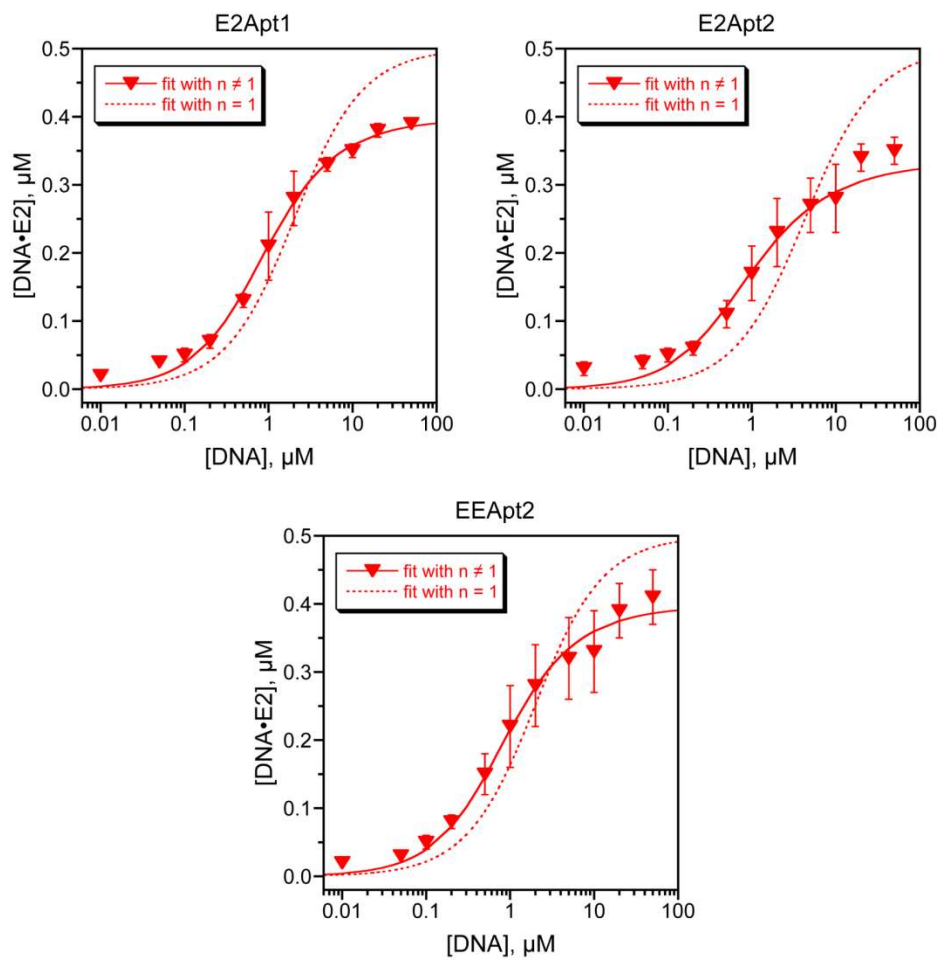 E2Apt1
fit with n ≠ 1
fit with n = 1
[DNA•E2], µM
0.5
0.4
0.3
0.2
0.1
0.0
0.01
0.1
1
10
100
[DNA], µM
E2Apt2
fit with n ≠ 1
fit with n = 1
[DNA•E2], µM
0.5
0.4
0.3
0.2
0.1
0.0
0.01
0.1
1
10
100
[DNA], µM
EEApt2
fit with n ≠ 1
fit with n = 1
[DNA•E2], µM
0.5
0.4
0.3
0.2
0.1
0.0
0.01
0.1
1
10
100
[DNA], µM